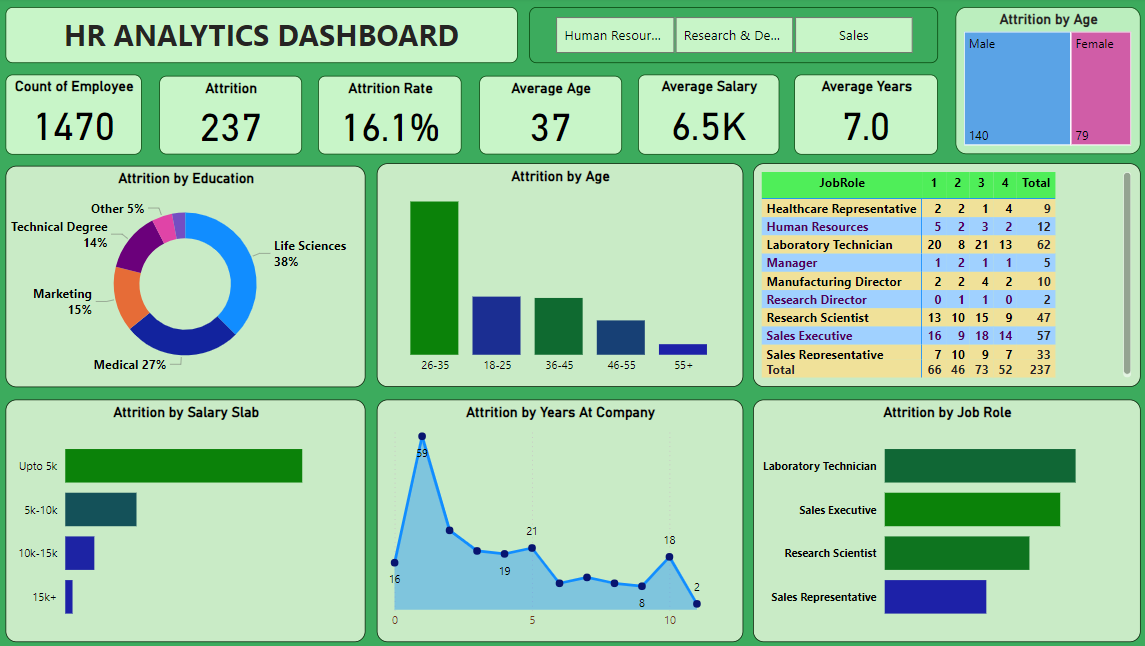 HR ANALYTICS DASHBOARD
Human Resour...
Research & De...
Sales
Attrition by Age
Male
Female
140
79
Count of Employee
1470
Attrition
237
Attrition Rate
16.1%
Average Age
37
Average Salary
6.5K
Average Years
7.0
Attrition by Education
Other 5%
Technical Degree
14%
Life Sciences
38%
Marketing
15%
Medical 27%
Attrition by Age
26-35
18-25
36-45
46-55
55+
JobRole 1 2 3 4 Total
Healthcare Representative 2 2 1 4 9
Human Resources 5 2 3 2 12
Laboratory Technician 20 8 21 13 62
Manager 1 2 1 1 5
Manufacturing Director 2 2 4 2 10
Research Director 0 1 1 0 2
Research Scientist 13 10 15 9 47
Sales Executive 16 9 18 14 57
Sales Representative 7 10 9 7 33
Total 66 46 73 52 237
Attrition by Salary Slab
Upto 5k
5k-10k
10k-15k
15k+
Attrition by Years At Company
59
21
18
16
19
8
2
0
5
10
Attrition by Job Role
Laboratory Technician
Sales Executive
Research Scientist
Sales Representative